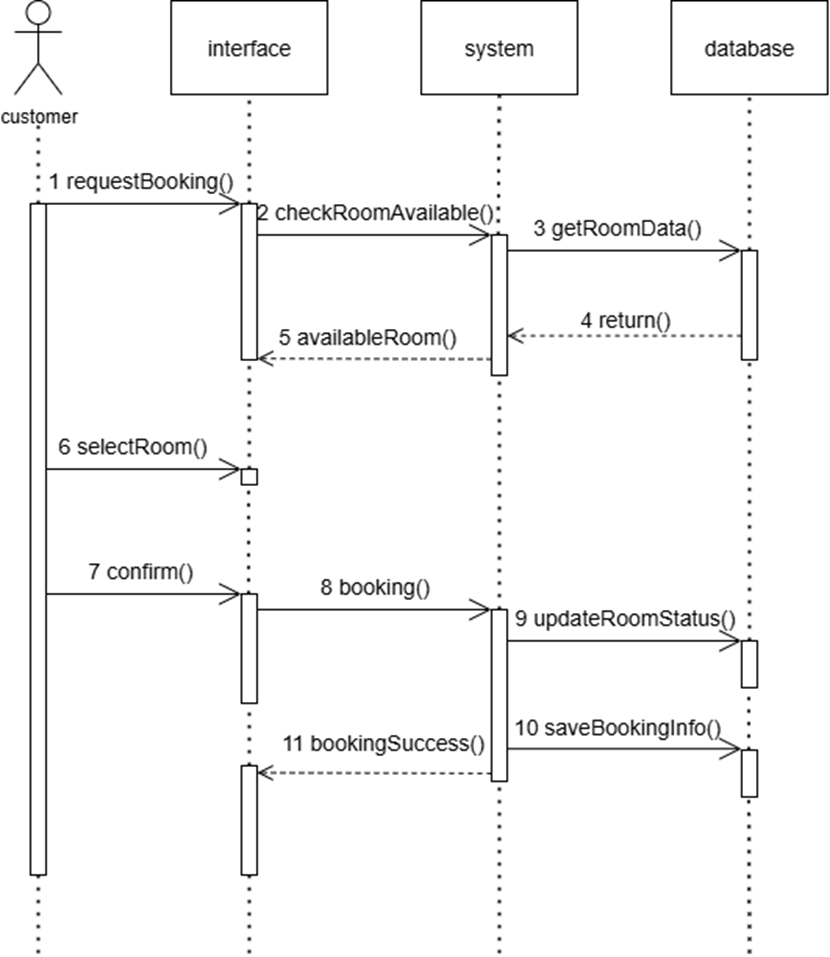 interface
system
database
customer
1 requestBooking()
2 checkRoomAvailable()
3 getRoomData()
4 return()
5 availableRoom()
6 selectRoom()
7 confirm()
8 booking()
9 updateRoomStatus()
10 saveBookingInfo()
11 bookingSuccess()